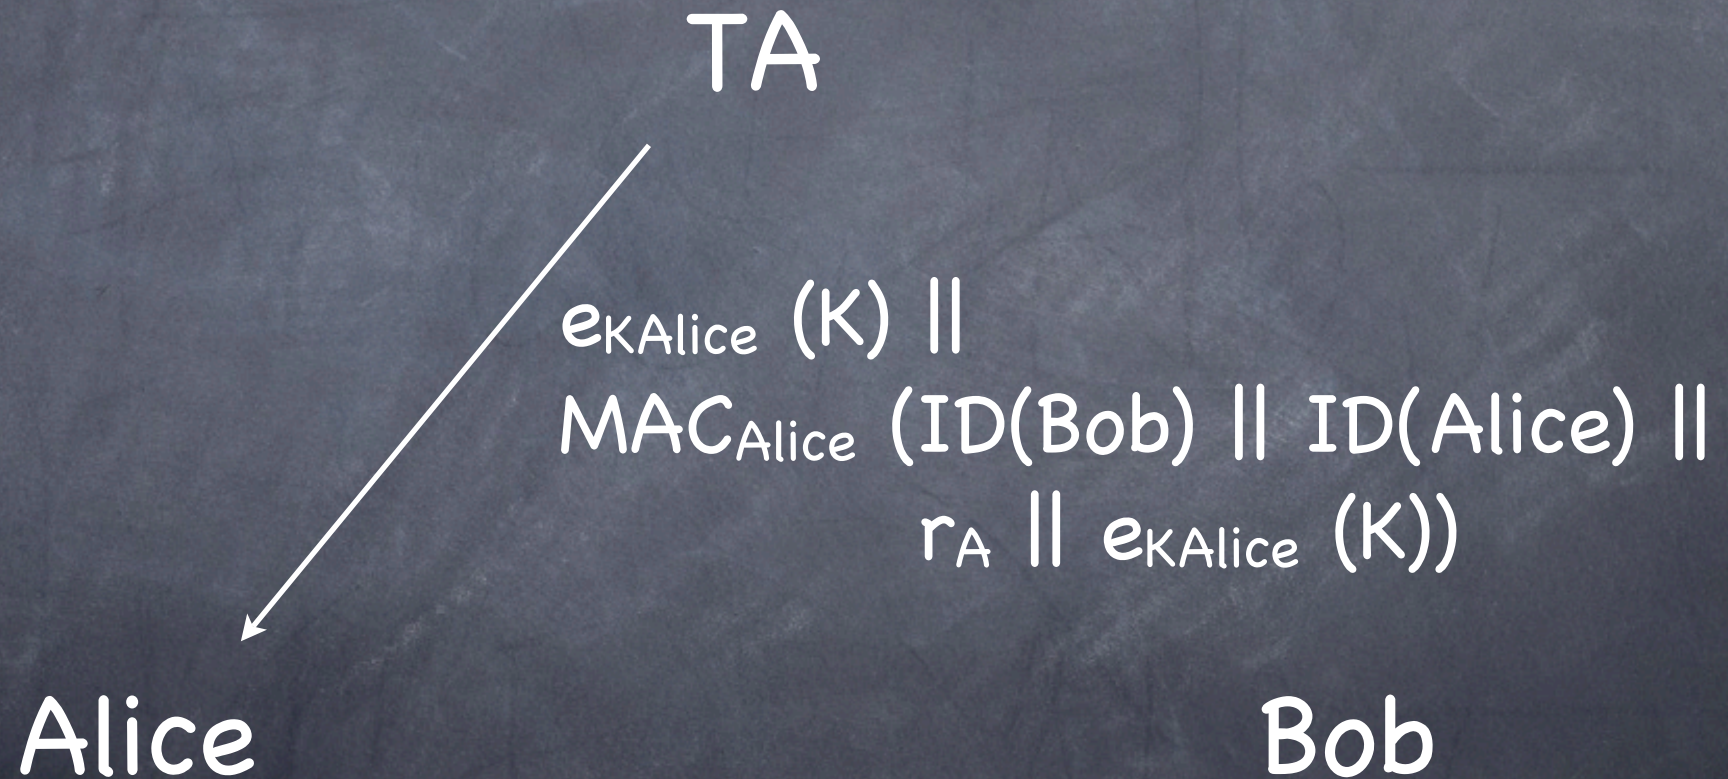 TA
eKAlice (K) ||
MACAlice (ID(Bob) || ID(Alice) ||
rA || eKAlice (K))
Alice
Bob